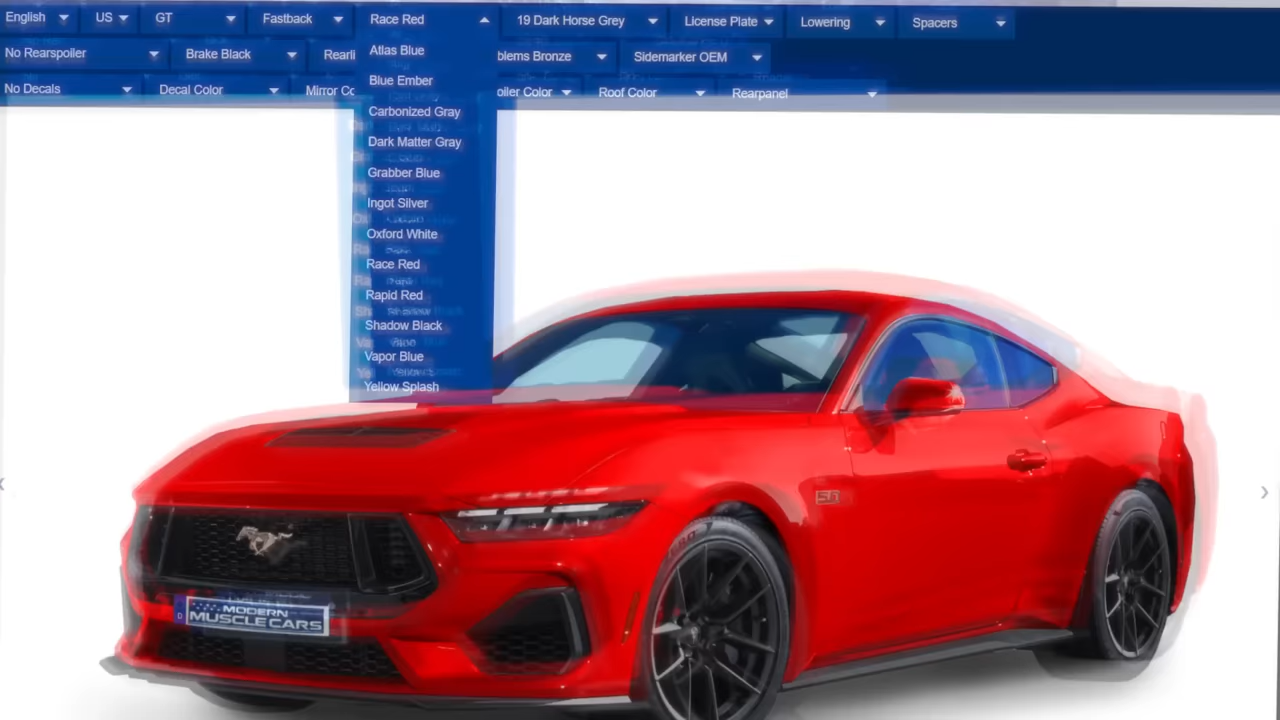 English US GT Fastback Race Red 19 Dark Horse Grey License Plate Lowering Spacers
No Rearspoiler Brake Black Rearli blems Bronze Sidemarker OEM
No Decals Decal Color Mirror Co oiler Color Roof Color Rearpanel
Atlas Blue
Blue Ember
Carbonized Gray
Dark Matter Gray
Grabber Blue
Ingot Silver
Oxford White
Race Red
Rapid Red
Shadow Black
Vapor Blue
Yellow Splash
5.0
D
MODERN
MUSCLE CARS